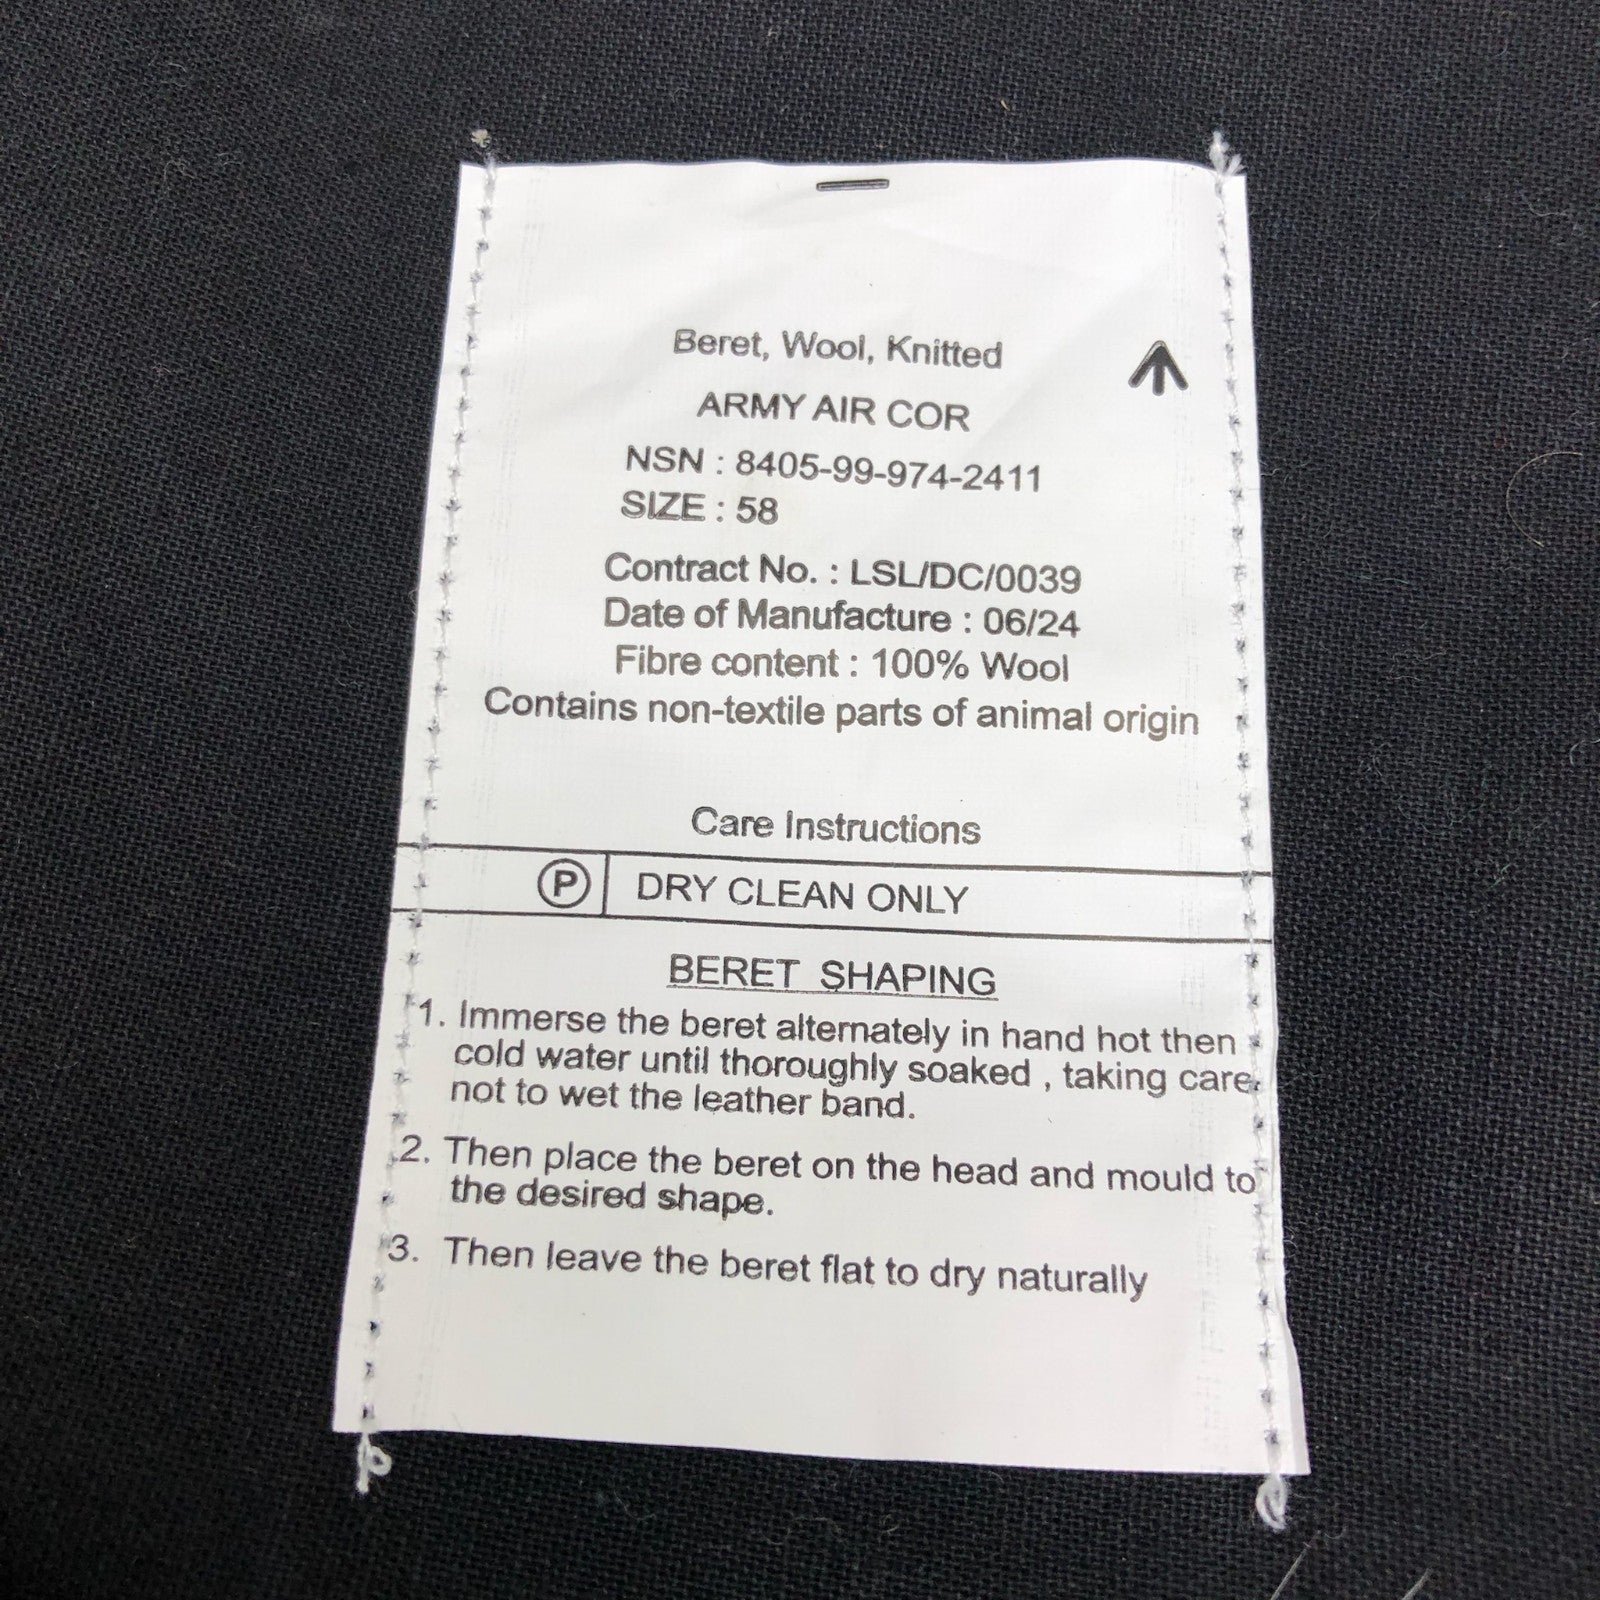 Beret, Wool, Knitted
ARMY AIR COR
NSN : 8405-99-974-2411
SIZE : 58
Contract No. : LSL/DC/0039
Date of Manufacture : 06/24
Fibre content : 100% Wool
Contains non-textile parts of animal origin
Care Instructions
P DRY CLEAN ONLY
BERET SHAPING
1. Immerse the beret alternately in hand hot then
cold water until thoroughly soaked , taking care
not to wet the leather band.
2. Then place the beret on the head and mould to
the desired shape.
3. Then leave the beret flat to dry naturally